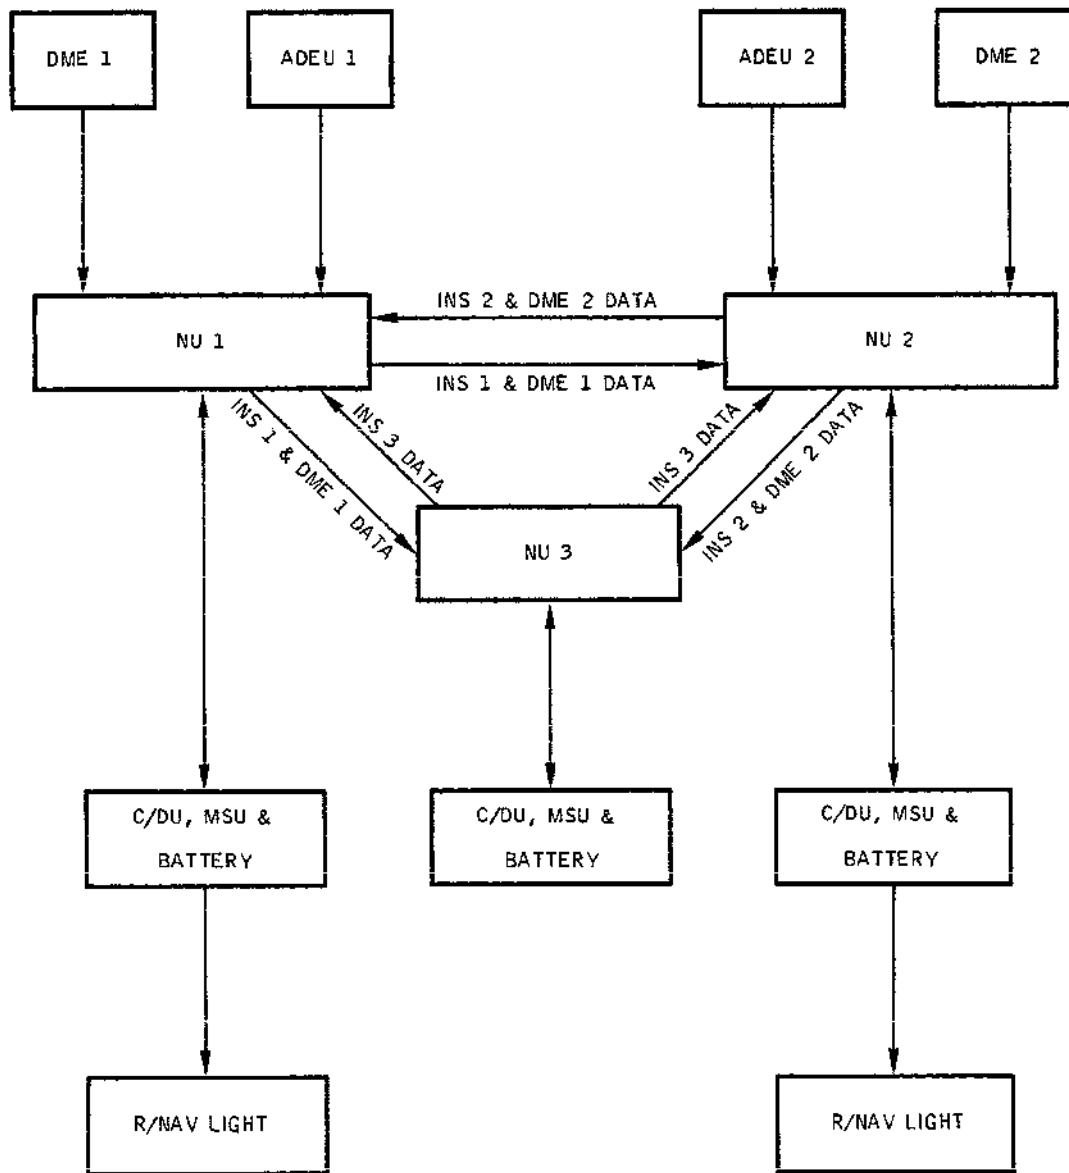 DME 1
ADEU 1
ADEU 2
DME 2
INS 2 & DME 2 DATA
NU 1
NU 2
INS 1 & DME 1 DATA
INS 1 & DME 1 DATA
INS 3 DATA
INS 3 DATA
INS 2 & DME 2 DATA
NU 3
C/DU, MSU &
BATTERY
C/DU, MSU &
BATTERY
C/DU, MSU &
BATTERY
R/NAV LIGHT
R/NAV LIGHT